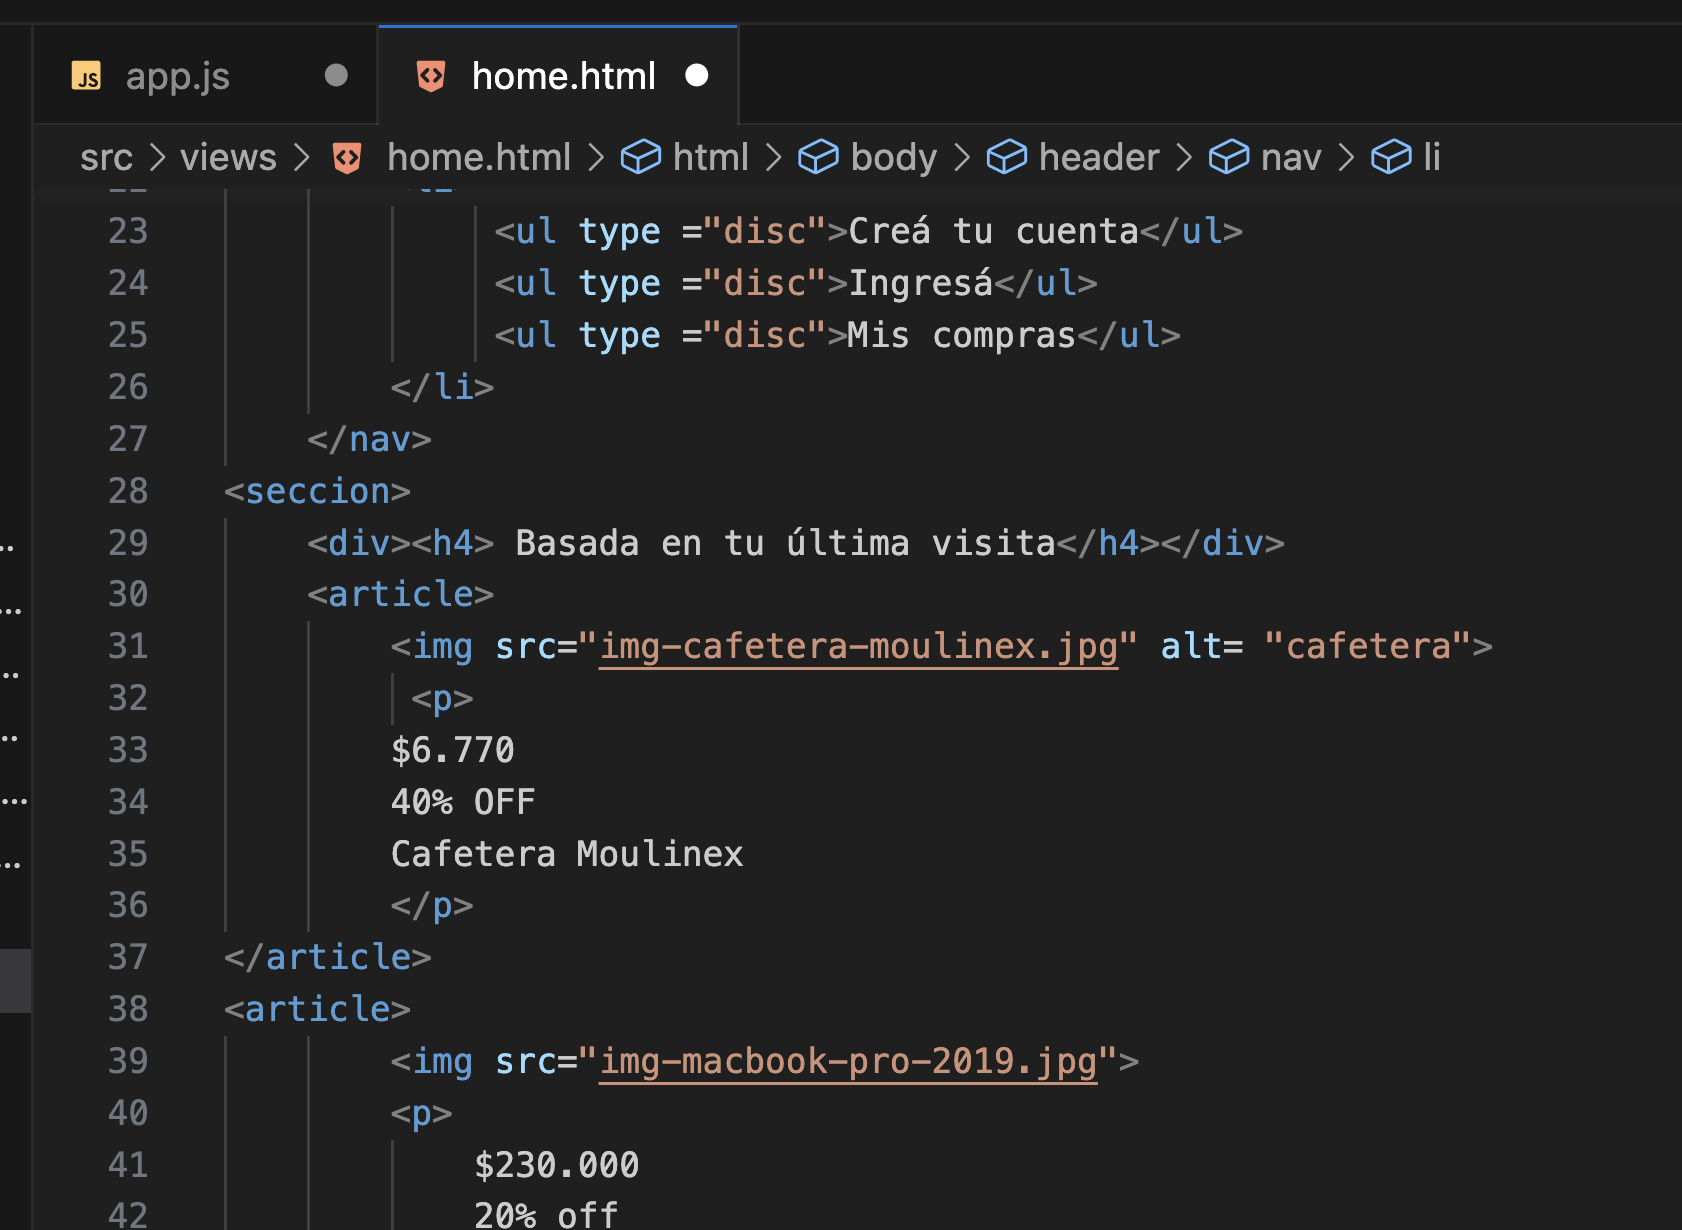 JS app.js
home.html
src > views > home.html > html > body > header > nav > li
23 <ul type ="disc">Creá tu cuenta</ul>
24 <ul type ="disc">Ingresá</ul>
25 <ul type ="disc">Mis compras</ul>
26 </li>
27 </nav>
28 <seccion>
29 <div><h4> Basada en tu última visita</h4></div>
30 <article>
31 <img src="img-cafetera-moulinex.jpg" alt= "cafetera">
32 <p>
33 $6.770
34 40% OFF
35 Cafetera Moulinex
36 </p>
37 </article>
38 <article>
39 <img src="img-macbook-pro-2019.jpg">
40 <p>
41 $230.000
42 20% off